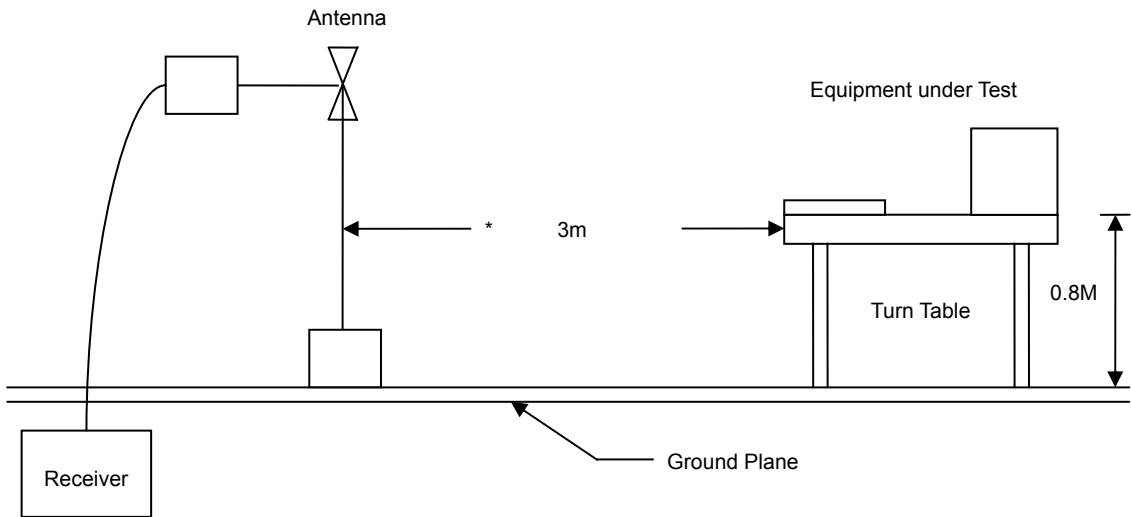 Antenna
Equipment under Test
* 3m
0.8M
Turn Table
Ground Plane
Receiver